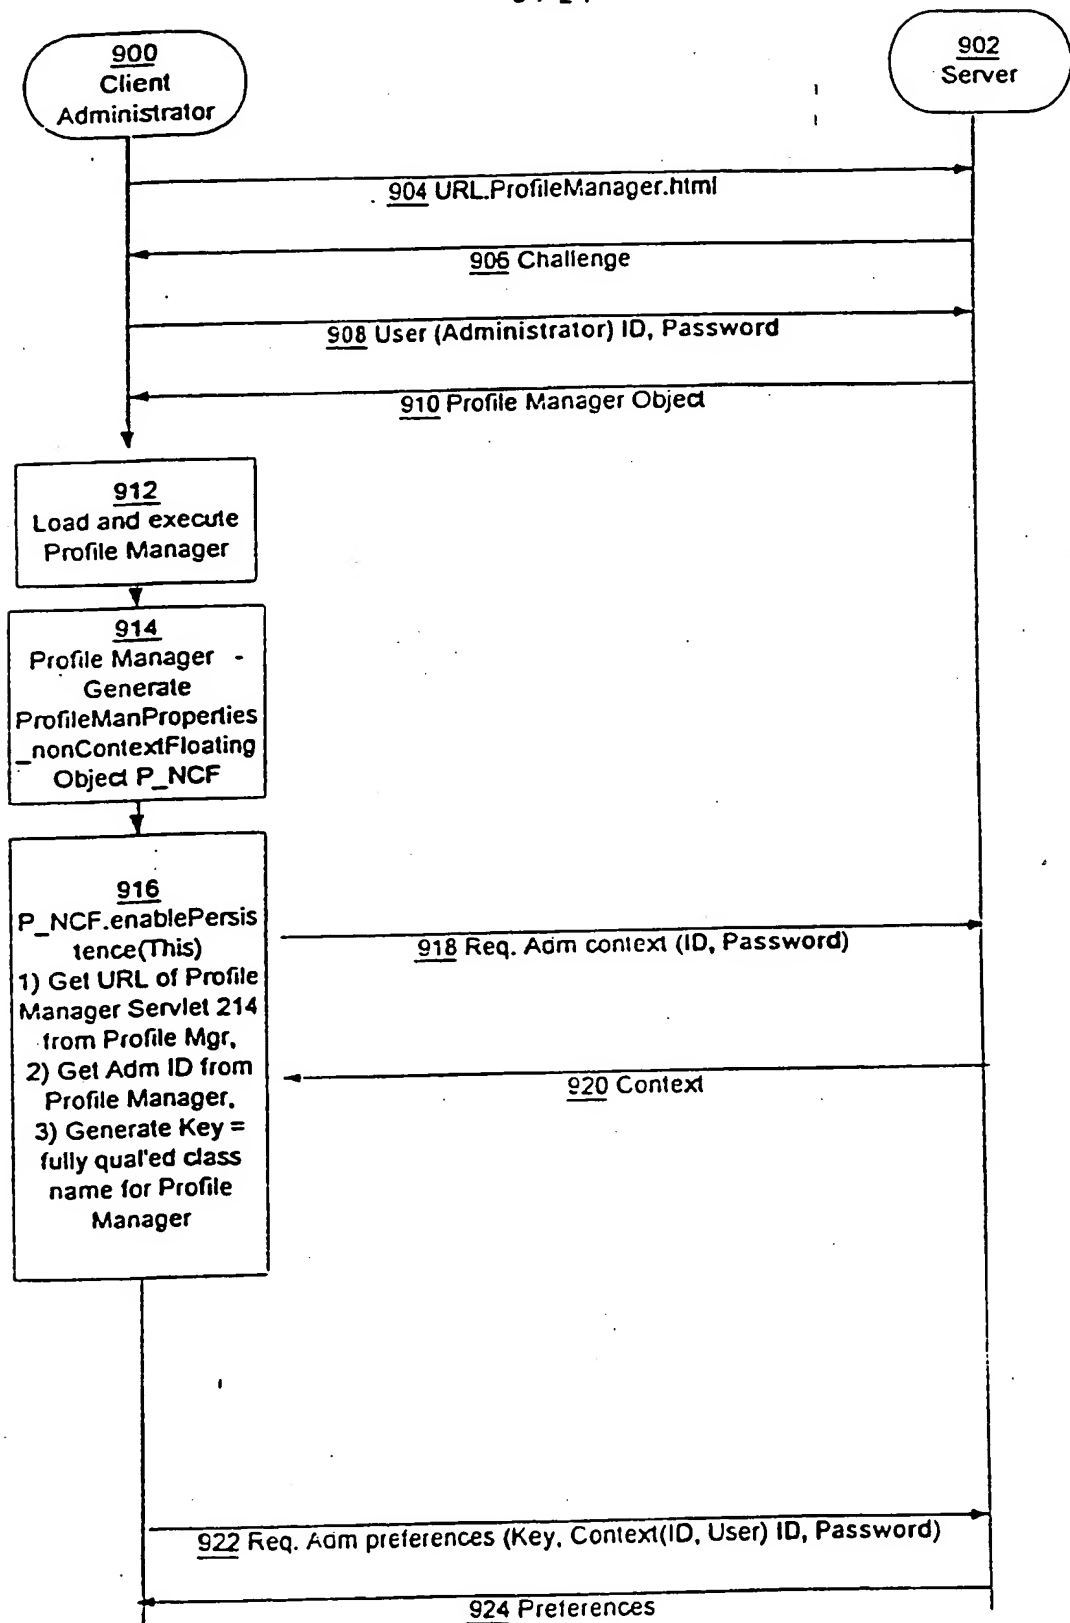 900
Client
Administrator
902
Server
904 URL.ProfileManager.html
906 Challenge
908 User (Administrator) ID, Password
910 Profile Manager Object
912
Load and execute
Profile Manager
914
Profile Manager -
Generate
ProfileManProperties
_nonContextFloating
Object P_NCF
916
P_NCF.enablePersis
tence(This)
1) Get URL of Profile
Manager Servlet 214
from Profile Mgr,
2) Get Adm ID from
Profile Manager,
3) Generate Key =
fully qual'ed class
name for Profile
Manager
918 Req. Adm context (ID, Password)
920 Context
922 Req. Adm preferences (Key, Context(ID, User) ID, Password)
924 Preferences